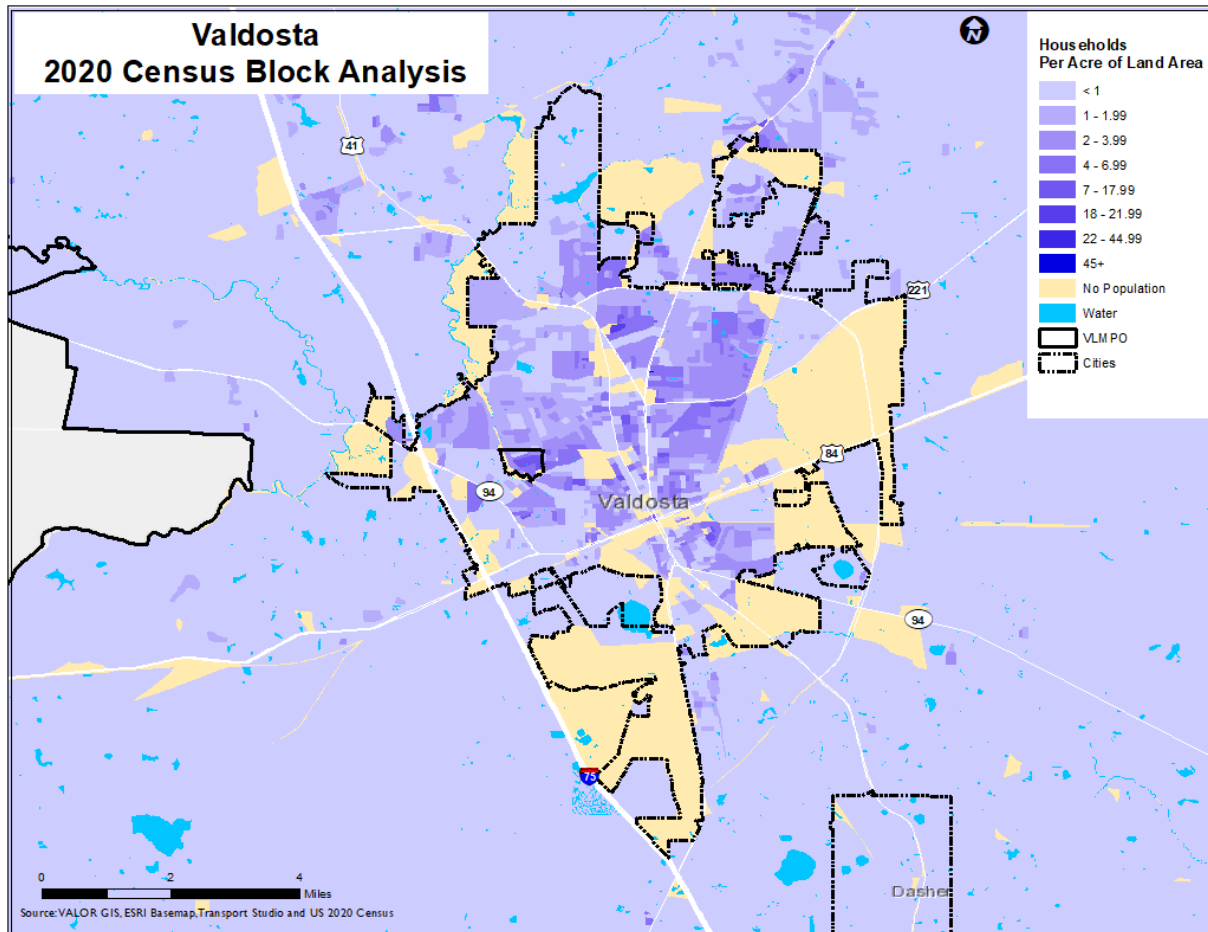 Valdosta
2020 Census Block Analysis
N
Households
Per Acre of Land Area
< 1
1 - 1.99
2 - 3.99
4 - 6.99
7 - 17.99
18 - 21.99
22 - 44.99
45+
No Population
Water
VLMPO
Cities
41
221
84
94
Valdosta
94
75
Dasher
0 2 4
Miles
Source: VALOR GIS, ESRI Basemap, Transport Studio and US 2020 Census